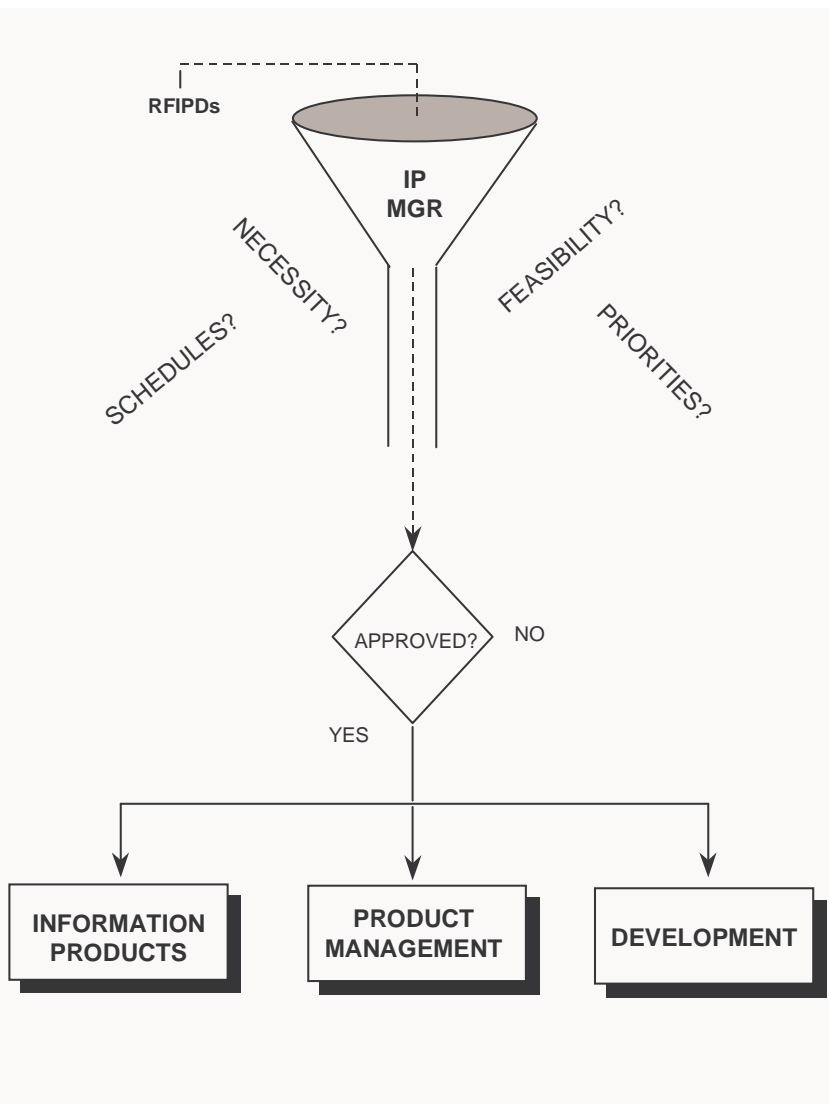 RFIPDs
IP
MGR
NECESSITY?
FEASIBILITY?
SCHEDULES?
PRIORITIES?
APPROVED?
NO
YES
INFORMATION
PRODUCTS
PRODUCT
MANAGEMENT
DEVELOPMENT